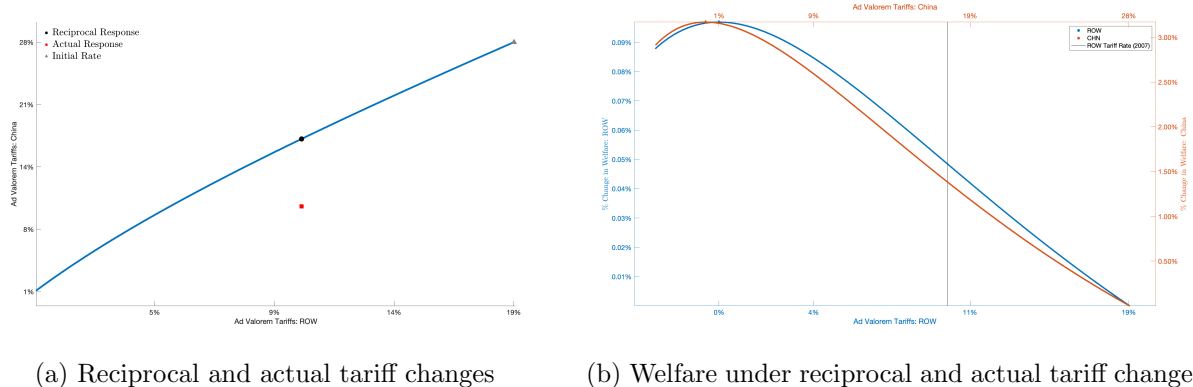 Reciprocal Response
Actual Response
Initial Rate
28%
21%
14%
8%
1%
Ad Valorem Tariffs: China
5%
9%
14%
19%
Ad Valorem Tariffs: ROW
(a) Reciprocal and actual tariff changes
Ad Valorem Tariffs: China
1%
9%
19%
28%
ROW
CHN
ROW Tariff Rate (2007)
0.09%
0.08%
0.07%
0.06%
0.05%
0.04%
0.03%
0.02%
0.01%
% Change in Welfare: ROW
3.00%
2.50%
2.00%
1.50%
1.00%
0.50%
% Change in Welfare: China
0%
4%
11%
19%
Ad Valorem Tariffs: ROW
(b) Welfare under reciprocal and actual tariff change